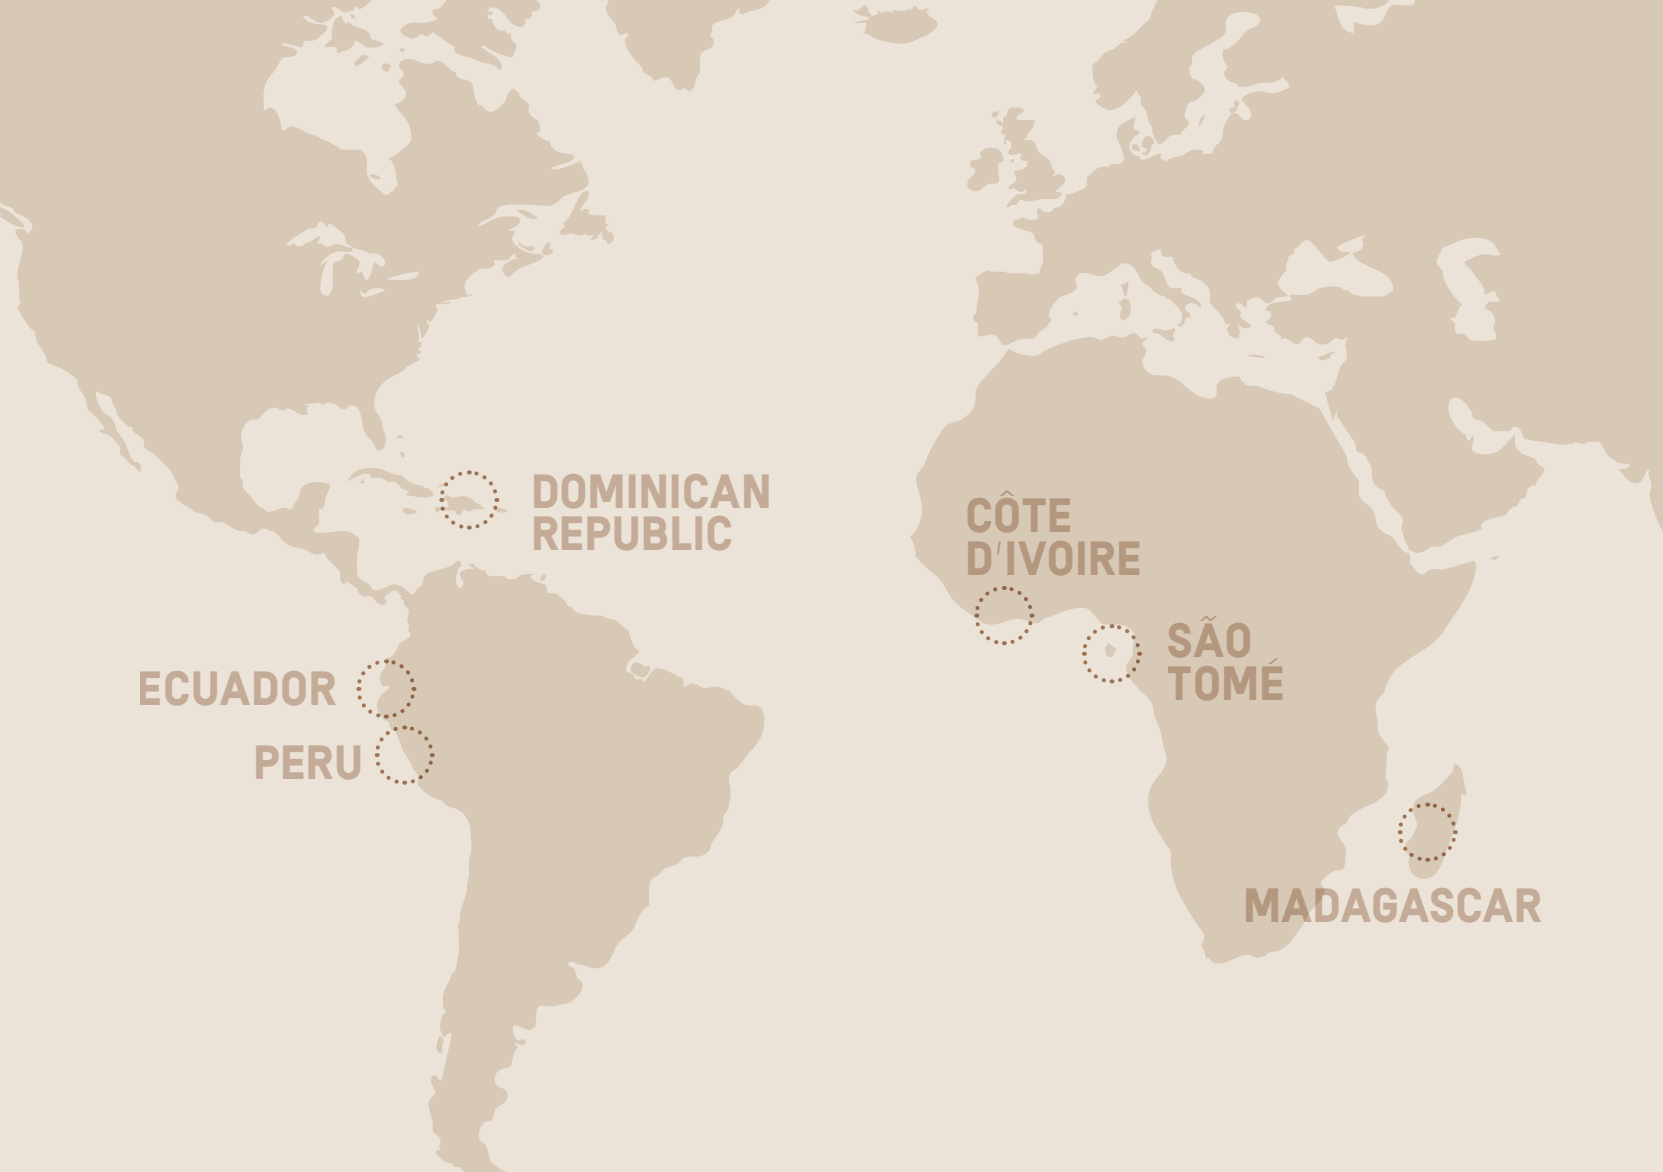 DOMINICAN
REPUBLIC
CÔTE
D'IVOIRE
SÃO
TOMÉ
ECUADOR
PERU
MADAGASCAR